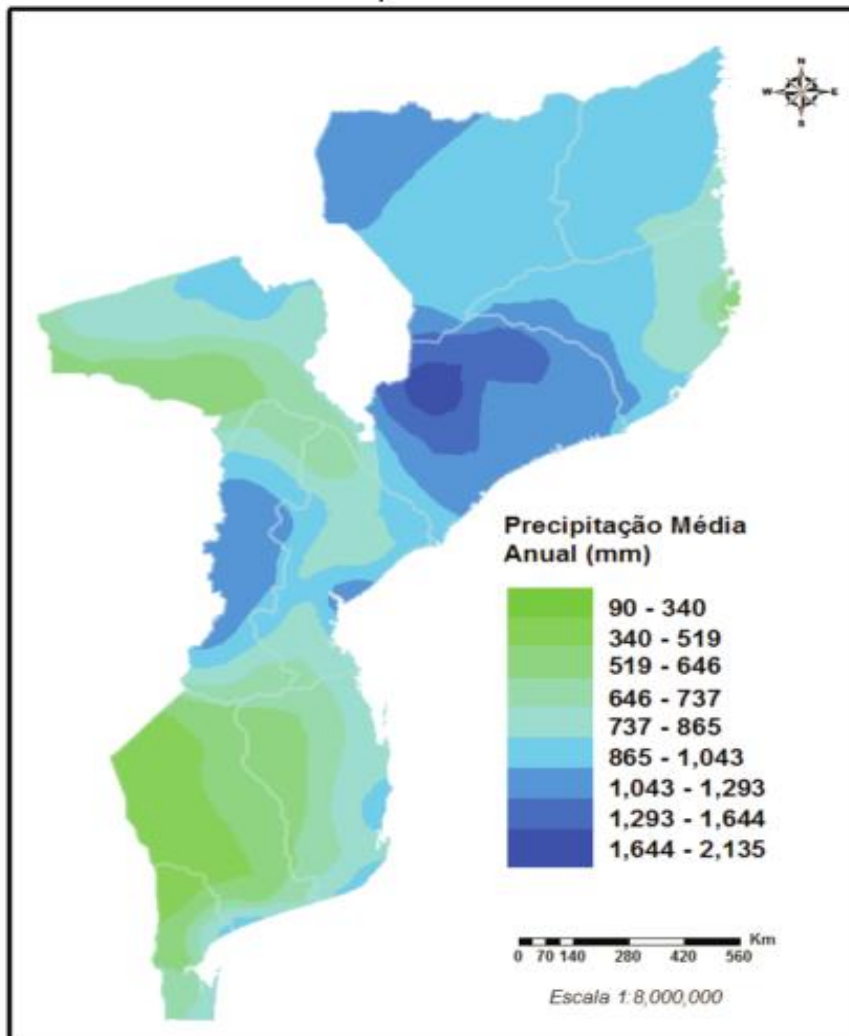 N
W E
S
Precipitação Média
Anual (mm)
90 - 340
340 - 519
519 - 646
646 - 737
737 - 865
865 - 1,043
1,043 - 1,293
1,293 - 1,644
1,644 - 2,135
Km
0 70 140 280 420 560
Escala 1:8,000,000